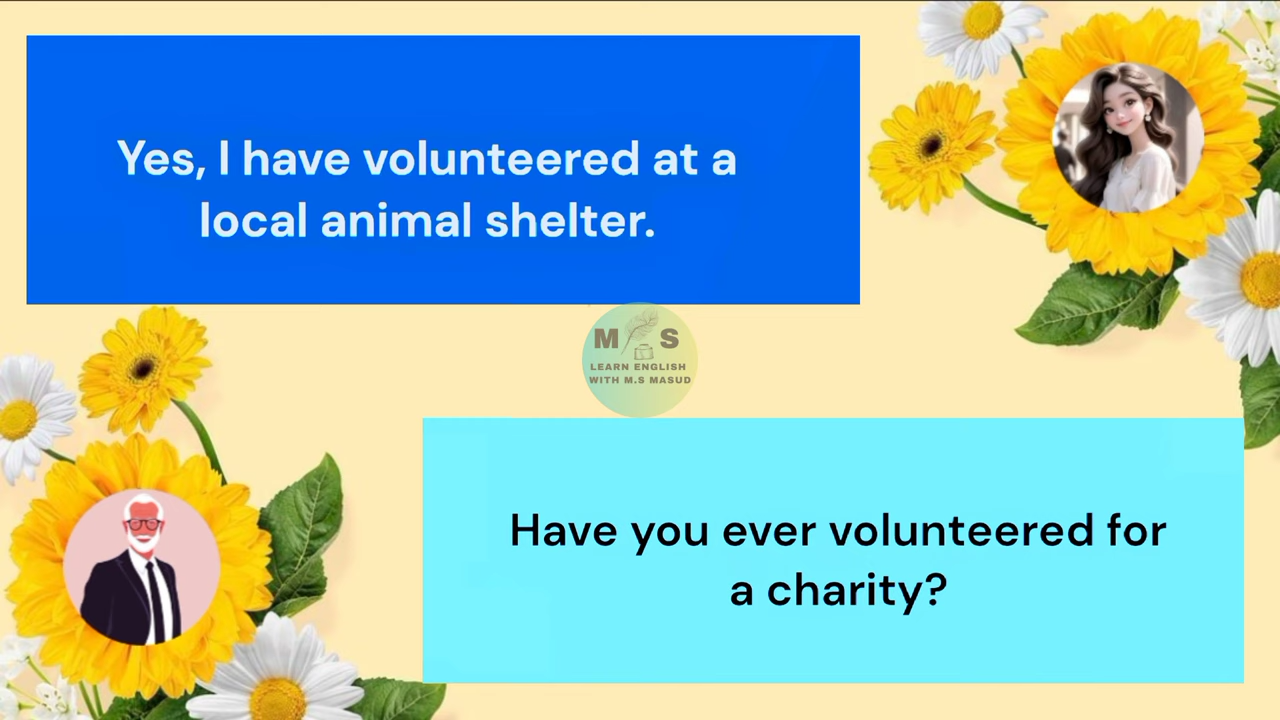 Yes, I have volunteered at a
local animal shelter.
M S
LEARN ENGLISH
WITH M.S MASUD
Have you ever volunteered for
a charity?